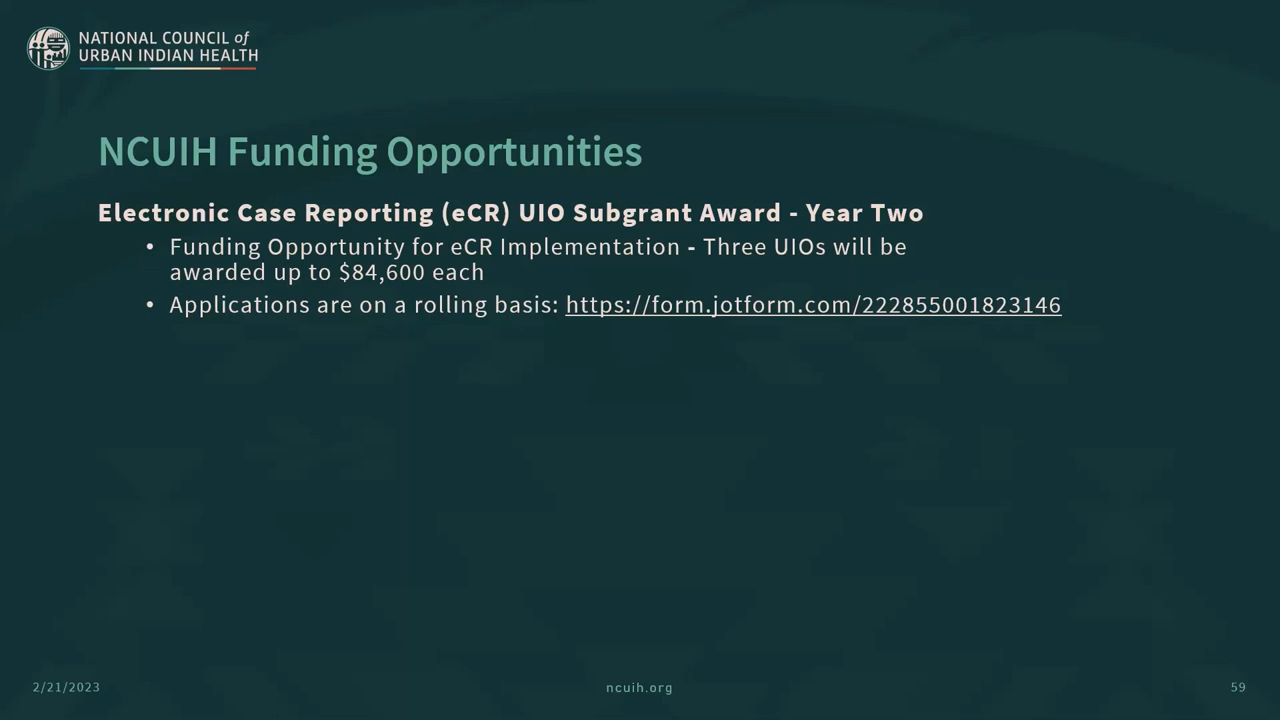 NATIONAL COUNCIL of
URBAN INDIAN HEALTH
NCUIH Funding Opportunities
Electronic Case Reporting (eCR) UIO Subgrant Award - Year Two
• Funding Opportunity for eCR Implementation - Three UIOs will be
awarded up to $84,600 each
• Applications are on a rolling basis: https://form.jotform.com/222855001823146
2/21/2023
ncuih.org
59